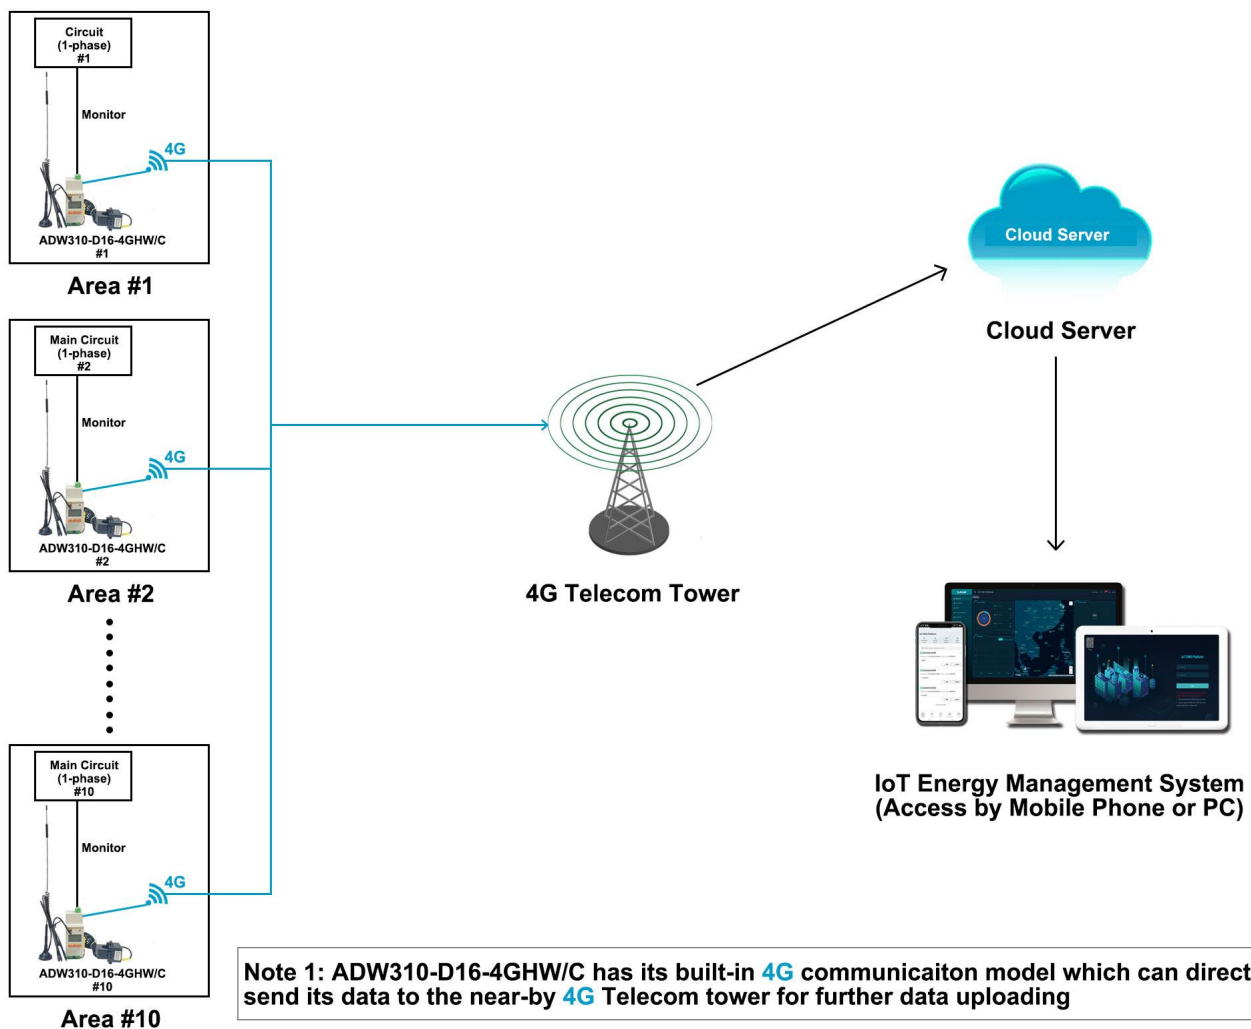 Circuit
(1-phase)
#1
Monitor
4G
ADW310-D16-4GHW/C
#1
Area #1
Main Circuit
(1-phase)
#2
Monitor
4G
ADW310-D16-4GHW/C
#2
Area #2
Main Circuit
(1-phase)
#10
Monitor
4G
ADW310-D16-4GHW/C
#10
Area #10
4G Telecom Tower
Cloud Server
Cloud Server
IoT Energy Management System
(Access by Mobile Phone or PC)
Note 1: ADW310-D16-4GHW/C has its built-in 4G communicaiton model which can direct
send its data to the near-by 4G Telecom tower for further data uploading